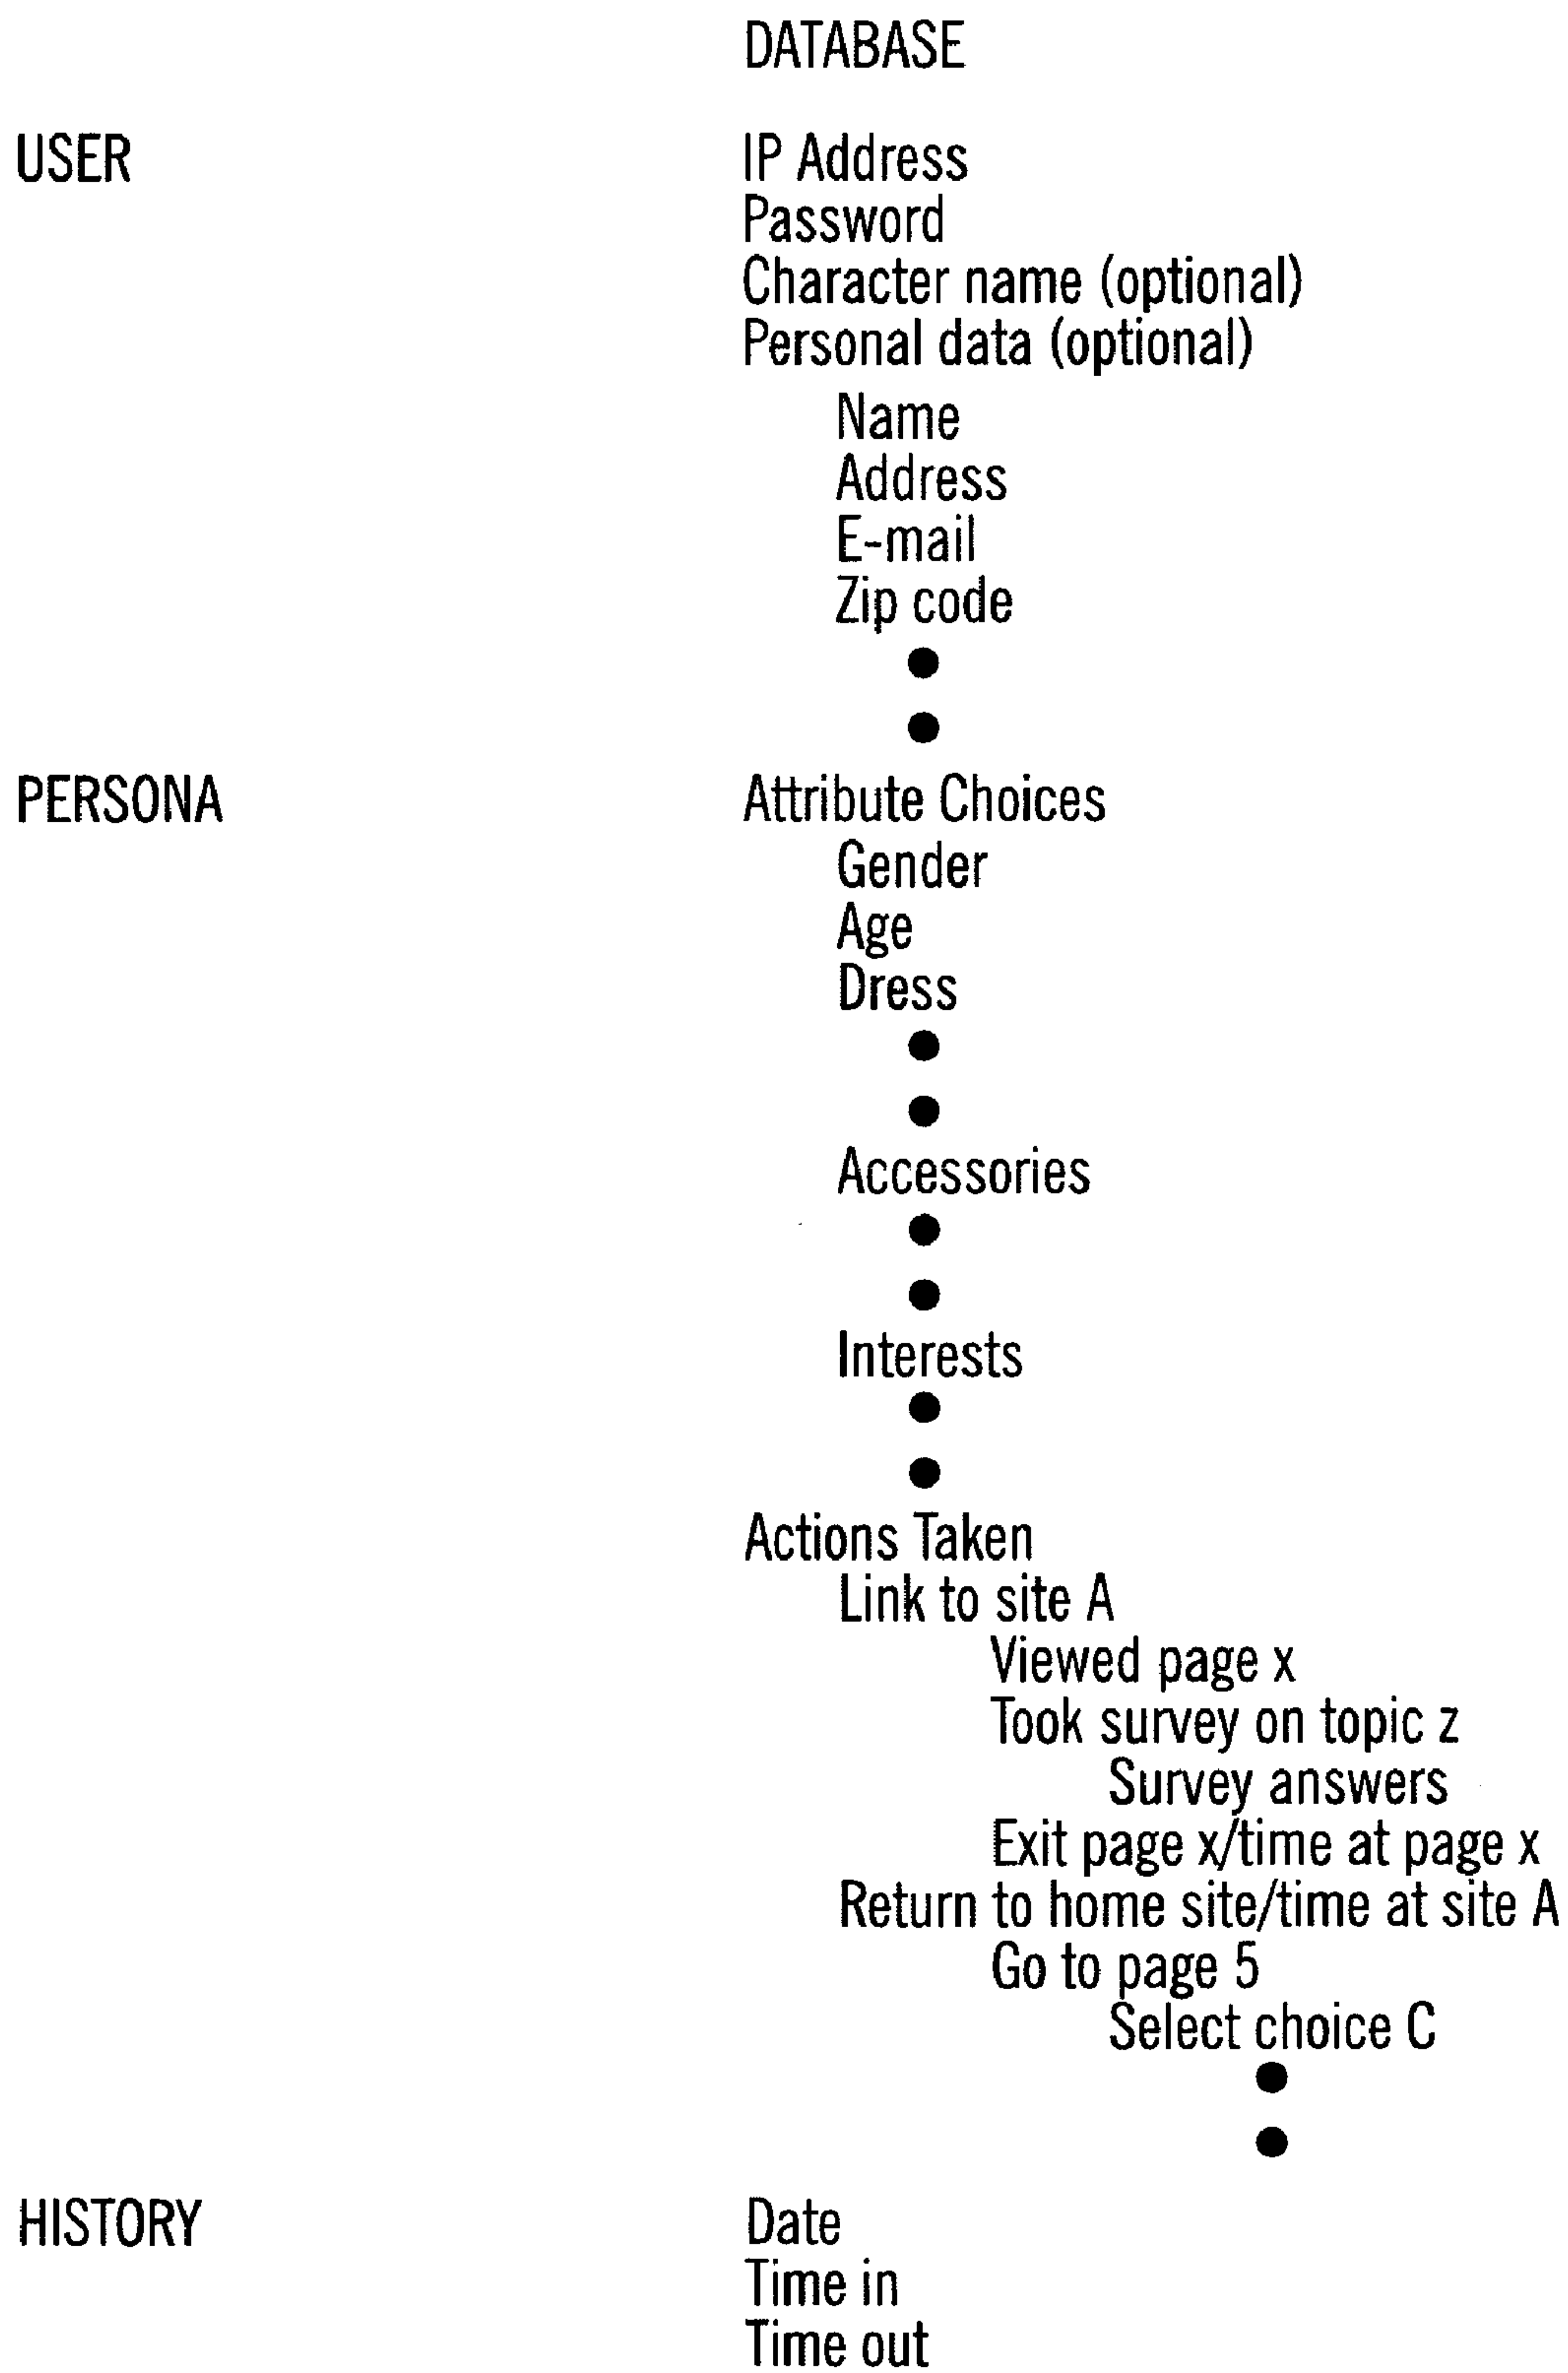 DATABASE
USER IP Address
Password
Character name (optional)
Personal data (optional)
Name
Address
E-mail
Zip code
PERSONA Attribute Choices
Gender
Age
Dress
Accessories
Interests
Actions Taken
Link to site A
Viewed page x
Took survey on topic z
Survey answers
Exit page x/time at page x
Return to home site/time at site A
Go to page 5
Select choice C
HISTORY Date
Time in
Time out